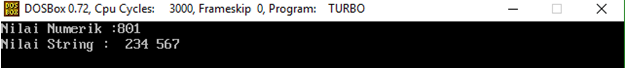 DOSBox 0.72, Cpu Cycles: 3000, Frameskip 0, Program: TURBO
Nilai Numerik :801
Nilai String : 234 567